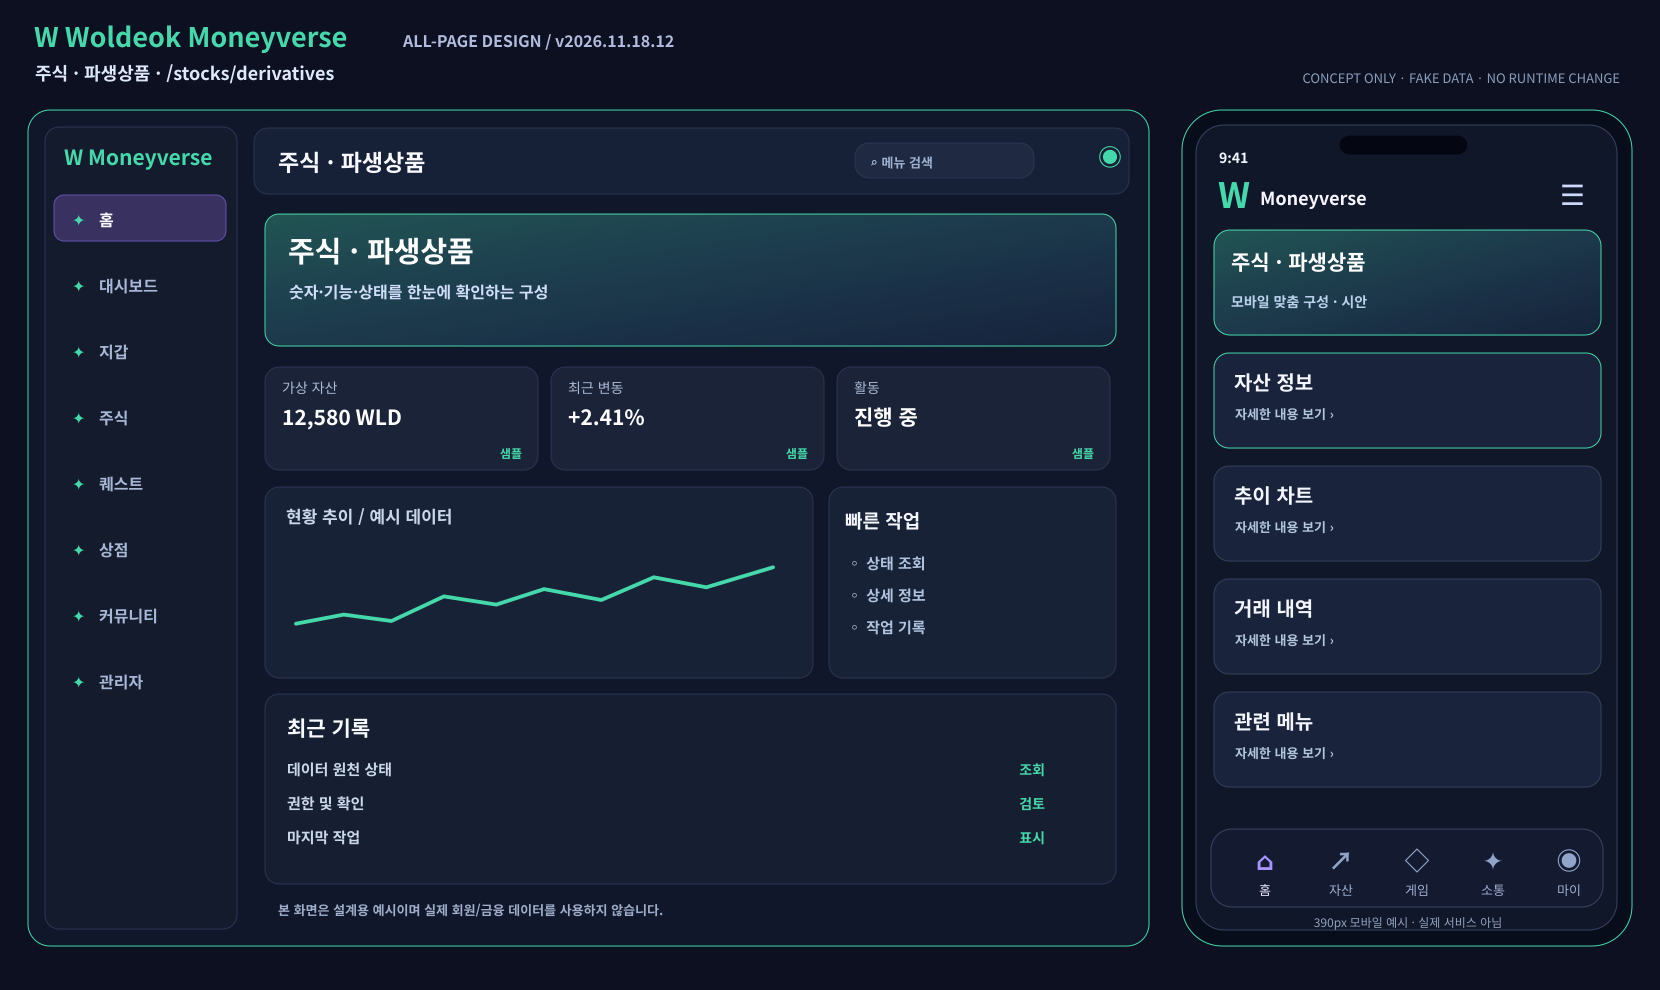 W Woldeok Moneyverse
ALL-PAGE DESIGN / v2026.11.18.12
주식 · 파생상품 · /stocks/derivatives
CONCEPT ONLY · FAKE DATA · NO RUNTIME CHANGE
W Moneyverse
홈
대시보드
지갑
주식
퀘스트
상점
커뮤니티
관리자
주식 · 파생상품
메뉴 검색
주식 · 파생상품
숫자·기능·상태를 한눈에 확인하는 구성
가상 자산
12,580 WLD
샘플
최근 변동
+2.41%
샘플
활동
진행 중
샘플
현황 추이 / 예시 데이터
빠른 작업
상태 조회
상세 정보
작업 기록
최근 기록
데이터 원천 상태
조회
권한 및 확인
검토
마지막 작업
표시
본 화면은 설계용 예시이며 실제 회원/금융 데이터를 사용하지 않습니다.
9:41
W Moneyverse
주식 · 파생상품
모바일 맞춤 구성 · 시안
자산 정보
자세한 내용 보기 ›
추이 차트
자세한 내용 보기 ›
거래 내역
자세한 내용 보기 ›
관련 메뉴
자세한 내용 보기 ›
홈
자산
게임
소통
마이
390px 모바일 예시 · 실제 서비스 아님